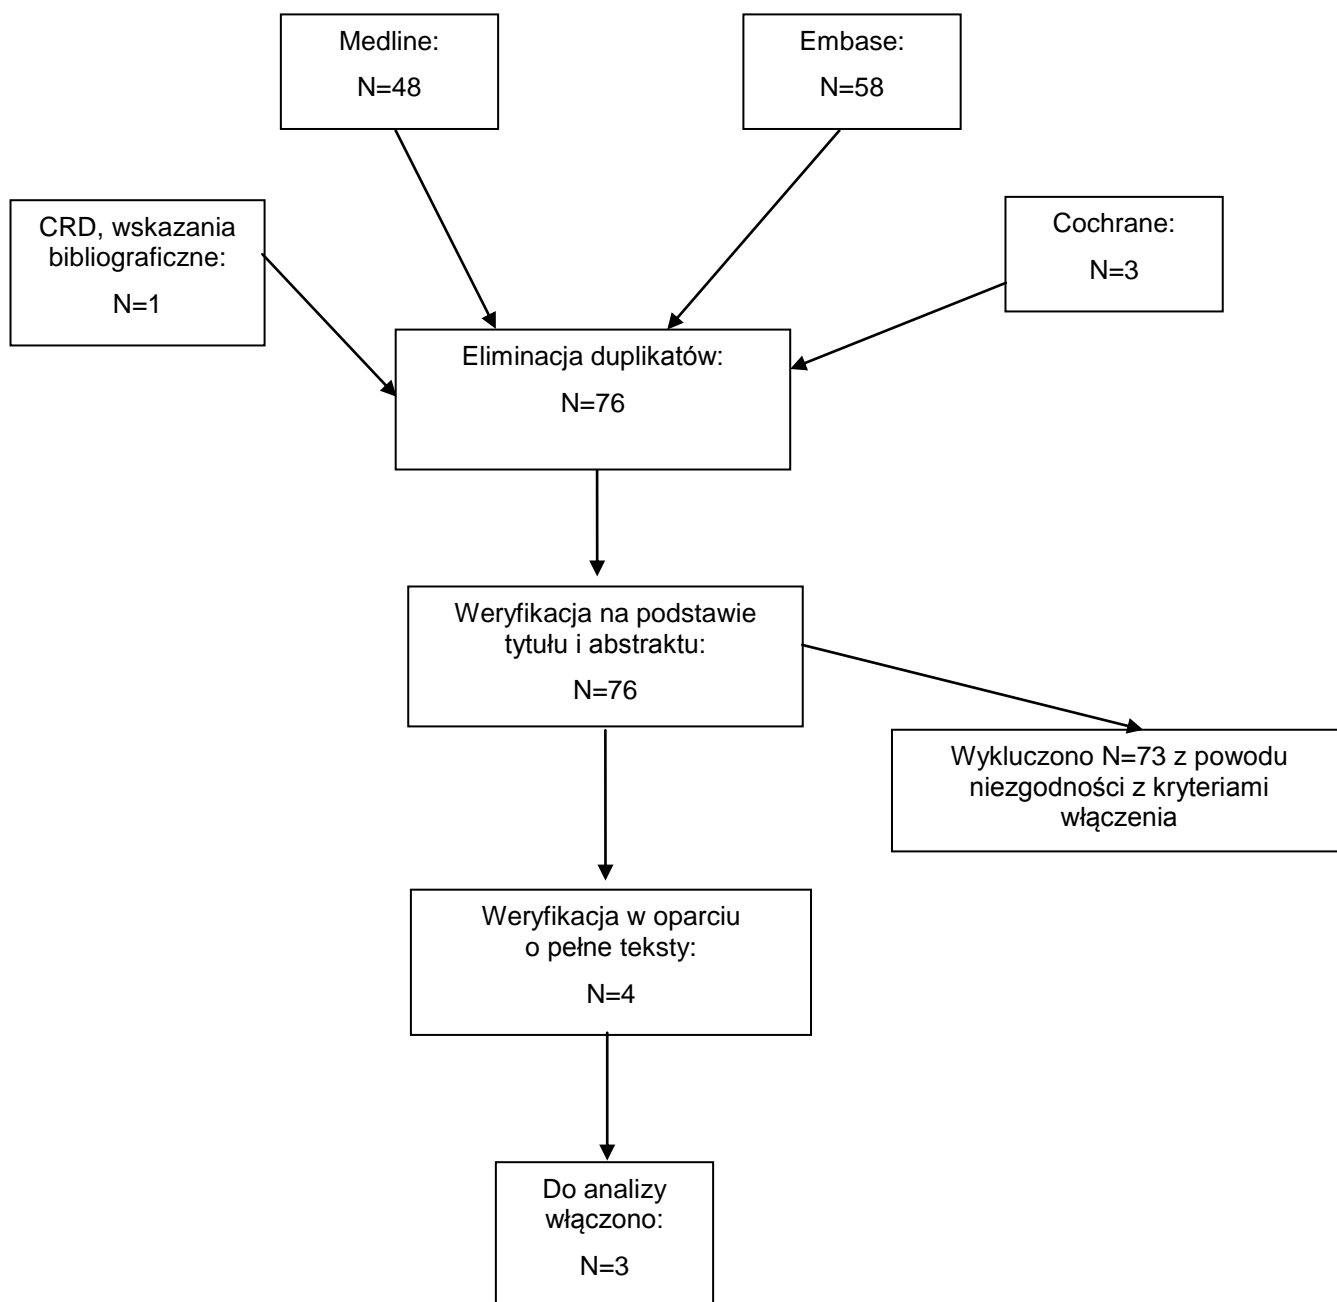 Medline:
N=48
Embase:
N=58
CRD, wskazania
bibliograficzne:
N=1
Cochrane:
N=3
Eliminacja duplikatów:
N=76
Weryfikacja na podstawie
tytułu i abstraktu:
N=76
Wykluczono N=73 z powodu
niezgodności z kryteriami
włączenia
Weryfikacja w oparciu
o pełne teksty:
N=4
Do analizy
włączono:
N=3